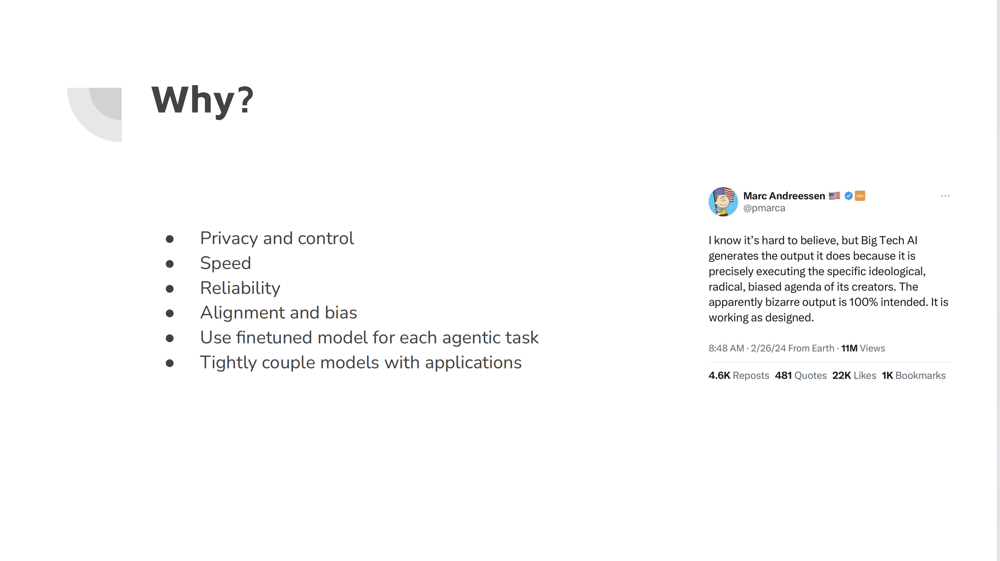 Why?
● Privacy and control
● Speed
● Reliability
● Alignment and bias
● Use finetuned model for each agentic task
● Tightly couple models with applications
Marc Andreessen 🇺🇸 a16z
@pmarca
I know it’s hard to believe, but Big Tech AI
generates the output it does because it is
precisely executing the specific ideological,
radical, biased agenda of its creators. The
apparently bizarre output is 100% intended. It is
working as designed.
8:48 AM · 2/26/24 From Earth · 11M Views
4.6K Reposts 481 Quotes 22K Likes 1K Bookmarks